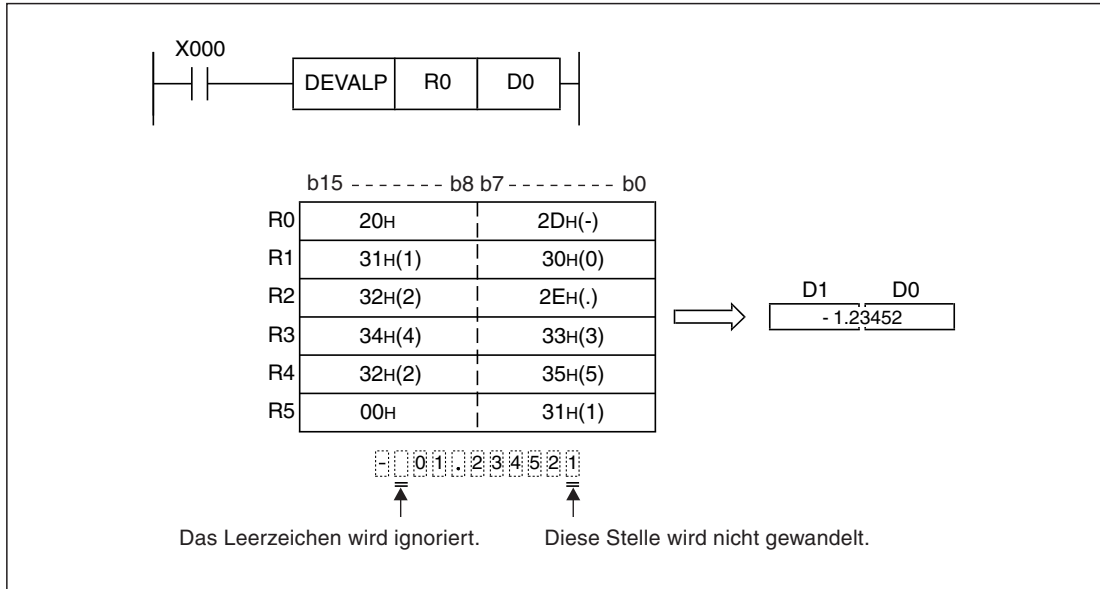 X000
DEVALP R0 D0
b15 - - - - - - - b8 b7 - - - - - - - - b0
R0 20H 2DH(-)
R1 31H(1) 30H(0)
R2 32H(2) 2EH(.)
R3 34H(4) 33H(3)
R4 32H(2) 35H(5)
R5 00H 31H(1)
D1 D0
- 1.23452
- 0 1 . 2 3 4 5 2 1
Das Leerzeichen wird ignoriert. Diese Stelle wird nicht gewandelt.